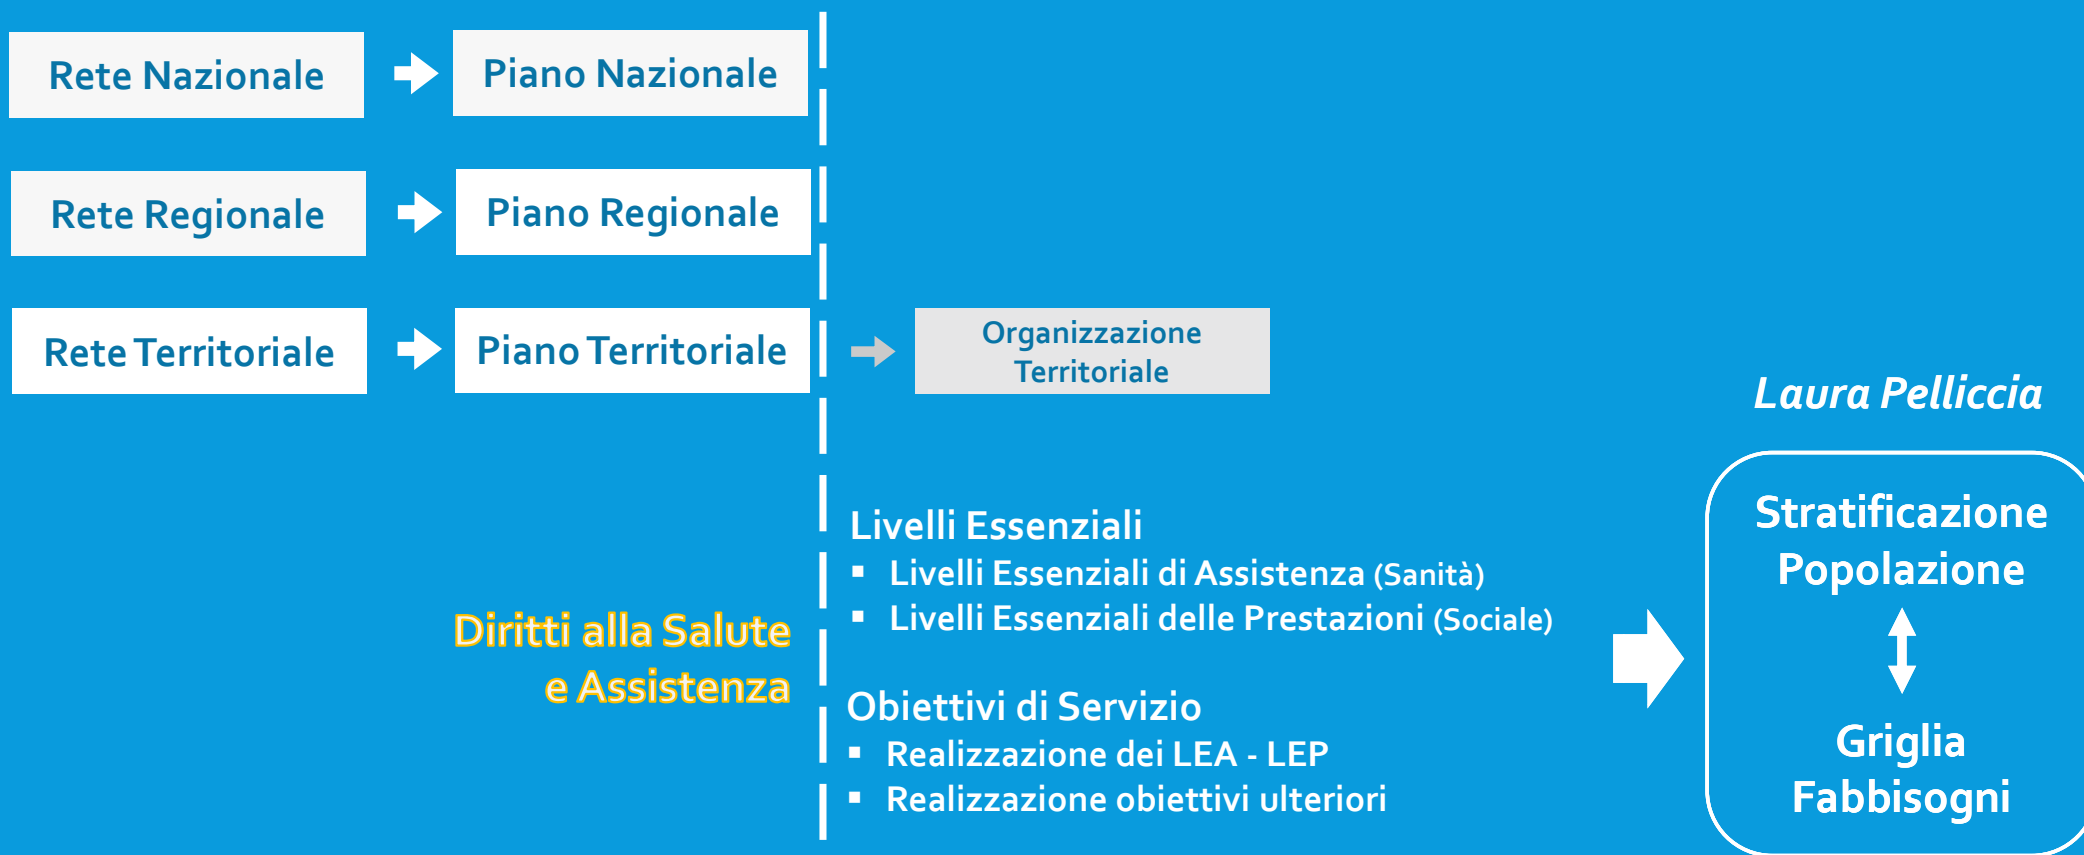 Rete Nazionale
Piano Nazionale
Rete Regionale
Piano Regionale
Rete Territoriale
Piano Territoriale
Organizzazione
Territoriale
Laura Pelliccia
Diritti alla Salute
e Assistenza
Livelli Essenziali
▪ Livelli Essenziali di Assistenza (Sanità)
▪ Livelli Essenziali delle Prestazioni (Sociale)
Obiettivi di Servizio
▪ Realizzazione dei LEA - LEP
▪ Realizzazione obiettivi ulteriori
Stratificazione
Popolazione
Griglia
Fabbisogni